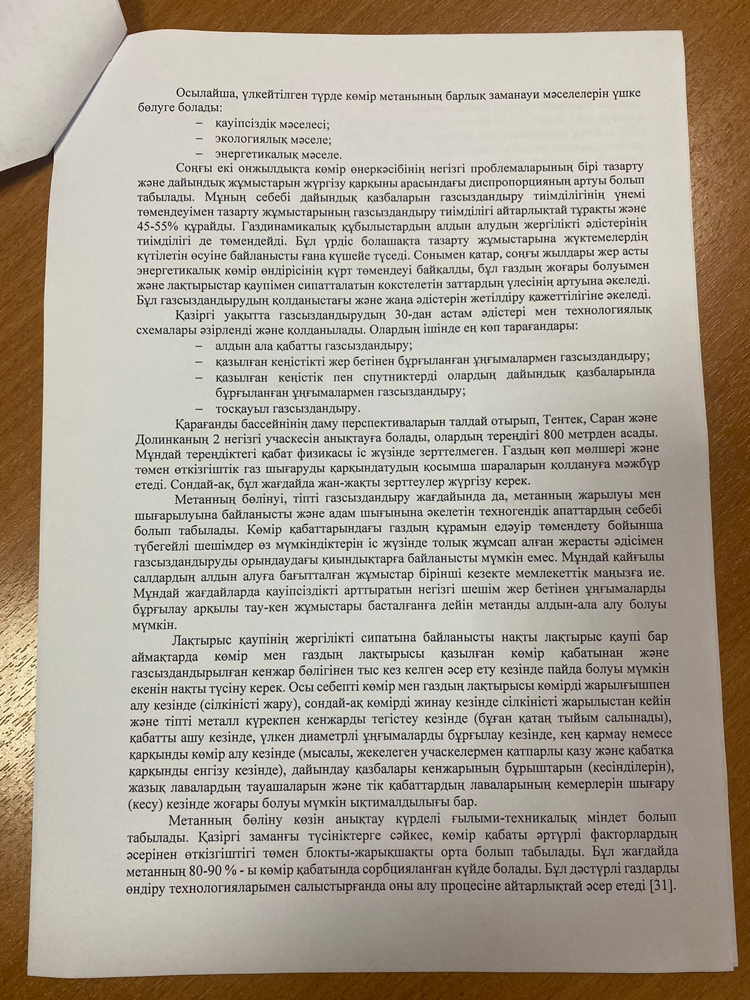 Осылайша, үлкейтілген түрде көмір метанының барлық заманауи мәселелерін үшке
бөлуге болады:
– қауіпсіздік мәселесі;
– экологиялық мәселе;
– энергетикалық мәселе.
Соңғы екі онжылдықта көмір өнеркәсібінің негізгі проблемаларының бірі тазарту
және дайындық жұмыстарын жүргізу қарқыны арасындағы диспропорцияның артуы болып
табылады. Мұның себебі дайындық қазбаларын газсыздандыру тиімділігінің үнемі
төмендеуімен тазарту жұмыстарының газсыздандыру тиімділігі айтарлықтай тұрақты және
45-55% құрайды. Газдинамикалық құбылыстардың алдын алудың жергілікті әдістерінің
тиімділігі де төмендейді. Бұл үрдіс болашақта тазарту жұмыстарына жүктемелердің
күтілетін өсуіне байланысты ғана күшейе түседі. Сонымен қатар, соңғы жылдары жер асты
энергетикалық көмір өндірісінің күрт төмендеуі байқалды, бұл газдың жоғары болуымен
және лақтырыстар қаупімен сипатталатын кокстелетін заттардың үлесінің артуына әкеледі.
Бұл газсыздандырудың қолданыстағы және жаңа әдістерін жетілдіру қажеттілігіне әкеледі.
Қазіргі уақытта газсыздандырудың 30-дан астам әдістері мен технологиялық
схемалары әзірленді және қолданылады. Олардың ішінде ең көп тарағандары:
– алдын ала қабатты газсыздандыру;
– қазылған кеңістікті жер бетінен бұрғыланған ұңғымалармен газсыздандыру;
– қазылған кеңістік пен спутниктерді олардың дайындық қазбаларында
бұрғыланған ұңғымалармен газсыздандыру;
– тосқауыл газсыздандыру.
Қарағанды бассейнінің даму перспективаларын талдай отырып, Тентек, Саран және
Долинканың 2 негізгі учаскесін анықтауға болады, олардың тереңдігі 800 метрден асады.
Мұндай тереңдіктегі қабат физикасы іс жүзінде зерттелмеген. Газдың көп мөлшері және
төмен өткізгіштік газ шығаруды қарқындатудың қосымша шараларын қолдануға мәжбүр
етеді. Сондай-ақ, бұл жағдайда жан-жақты зерттеулер жүргізу керек.
Метанның бөлінуі, тіпті газсыздандыру жағдайында да, метанның жарылуы мен
шығарылуына байланысты және адам шығынына әкелетін техногендік апаттардың себебі
болып табылады. Көмір қабаттарындағы газдың құрамын едәуір төмендету бойынша
түбегейлі шешімдер өз мүмкіндіктерін іс жүзінде толық жұмсап алған жерасты әдісімен
газсыздандыруды орындаудағы қиындықтарға байланысты мүмкін емес. Мұндай қайғылы
салдардың алдын алуға бағытталған жұмыстар бірінші кезекте мемлекеттік маңызға ие.
Мұндай жағдайларда қауіпсіздікті арттыратын негізгі шешім жер бетінен ұңғымаларды
бұрғылау арқылы тау-кен жұмыстары басталғанға дейін метанды алдын-ала алу болуы
мүмкін.
Лақтырыс қаупінің жергілікті сипатына байланысты нақты лақтырыс қаупі бар
аймақтарда көмір мен газдың лақтырысы қазылған көмір қабатынан және
газсыздандырылған кенжар бөлігінен тыс кез келген әсер ету кезінде пайда болуы мүмкін
екенін нақты түсіну керек. Осы себепті көмір мен газдың лақтырысы көмірді жарылғышпен
алу кезінде (сілкіністі жару), сондай-ақ көмірді жинау кезінде сілкіністі жарылыстан кейін
және тіпті металл күрекпен кенжарды тегістеу кезінде (бұған қатаң тыйым салынады),
қабатты ашу кезінде, үлкен диаметрлі ұңғымаларды бұрғылау кезінде, кең қармау немесе
қарқынды көмір алу кезінде (мысалы, жекелеген учаскелермен қатпарлы қазу және қабатқа
қарқынды енгізу кезінде), дайындау қазбалары кенжарының бұрыштарын (кесінділерін),
жазық лавалардың тауашаларын және тік қабаттардың лаваларының кемерлерін шығару
(кесу) кезінде жоғары болуы мүмкін ықтималдылығы бар.
Метанның бөліну көзін анықтау күрделі ғылыми-техникалық міндет болып
табылады. Қазіргі заманғы түсініктерге сәйкес, көмір қабаты әртүрлі факторлардың
әсерінен өткізгіштігі төмен блокты-жарықшақты орта болып табылады. Бұл жағдайда
метанның 80-90 % - ы көмір қабатында сорбцияланған күйде болады. Бұл дәстүрлі газдарды
өндіру технологияларымен салыстырғанда оны алу процесіне айтарлықтай әсер етеді [31].